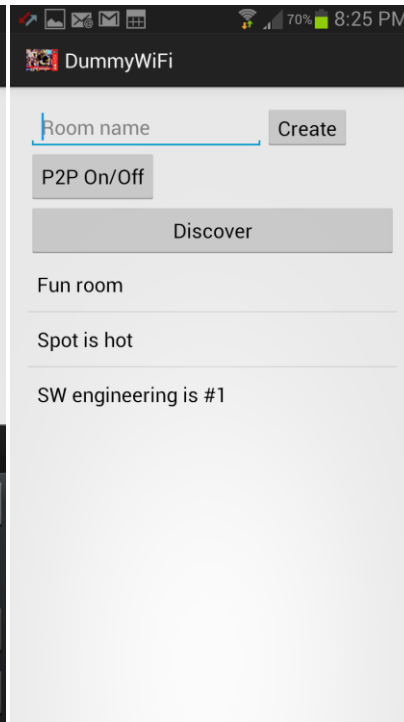 70% 8:25 PM
DummyWiFi
Room name Create
P2P On/Off
Discover
Fun room
Spot is hot
SW engineering is #1